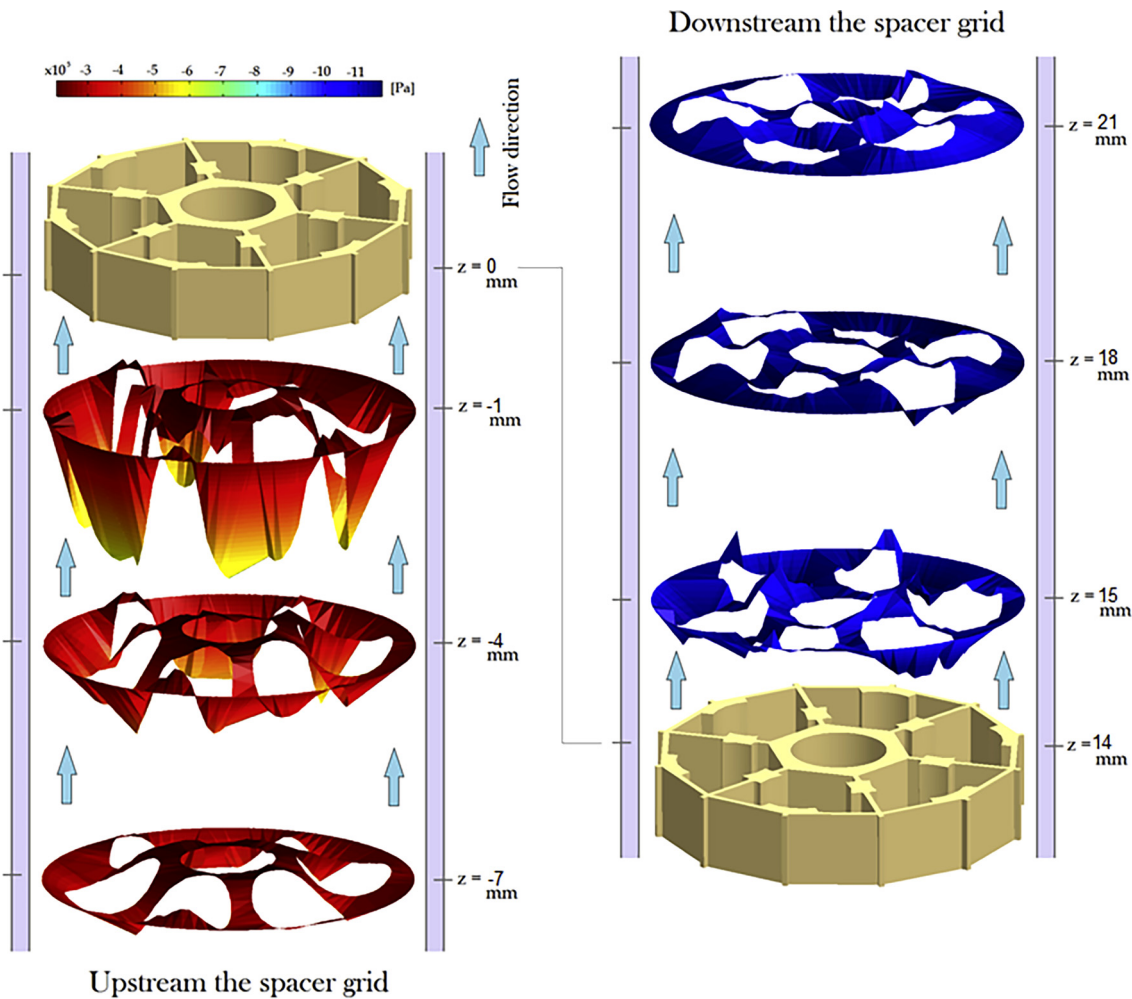 Downstream the spacer grid
x10³ -3 -4 -5 -6 -7 -8 -9 -10 -11 [Pa]
Flow direction
z = 0
mm
z = -1
mm
z = -4
mm
z = -7
mm
Upstream the spacer grid
z = 21
mm
z = 18
mm
z = 15
mm
z = 14
mm